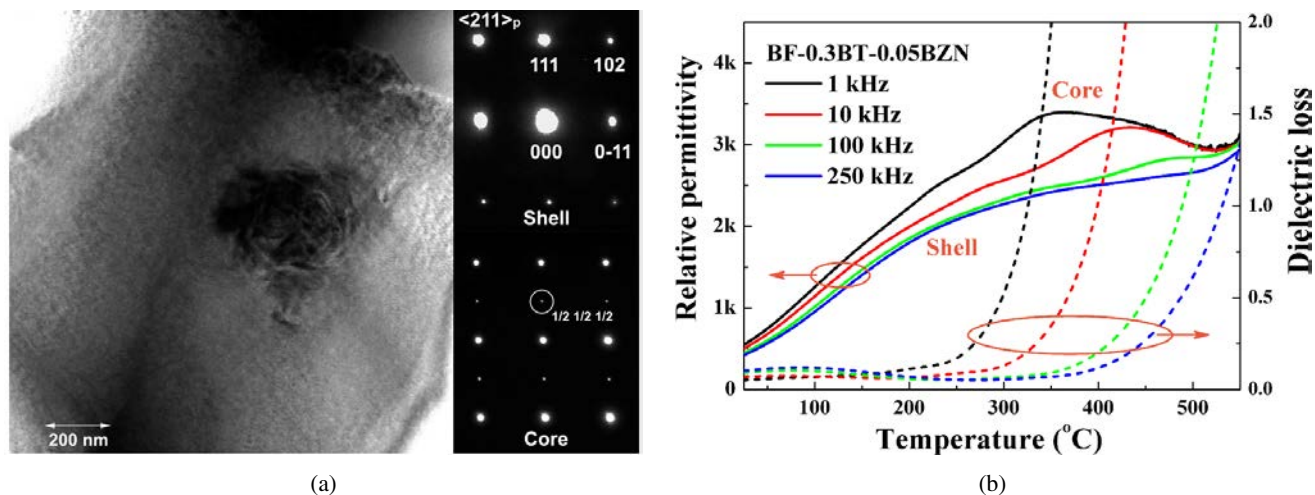 <211>p
111 102
000 0-11
Shell
1/2 1/2 1/2
Core
200 nm
(a)
BF-0.3BT-0.05BZN
1 kHz
10 kHz
100 kHz
250 kHz
Core
Shell
Relative permittivity
4k
3k
2k
1k
0
Dielectric loss
2.0
1.5
1.0
0.5
0.0
100 200 300 400 500
Temperature (°C)
(b)